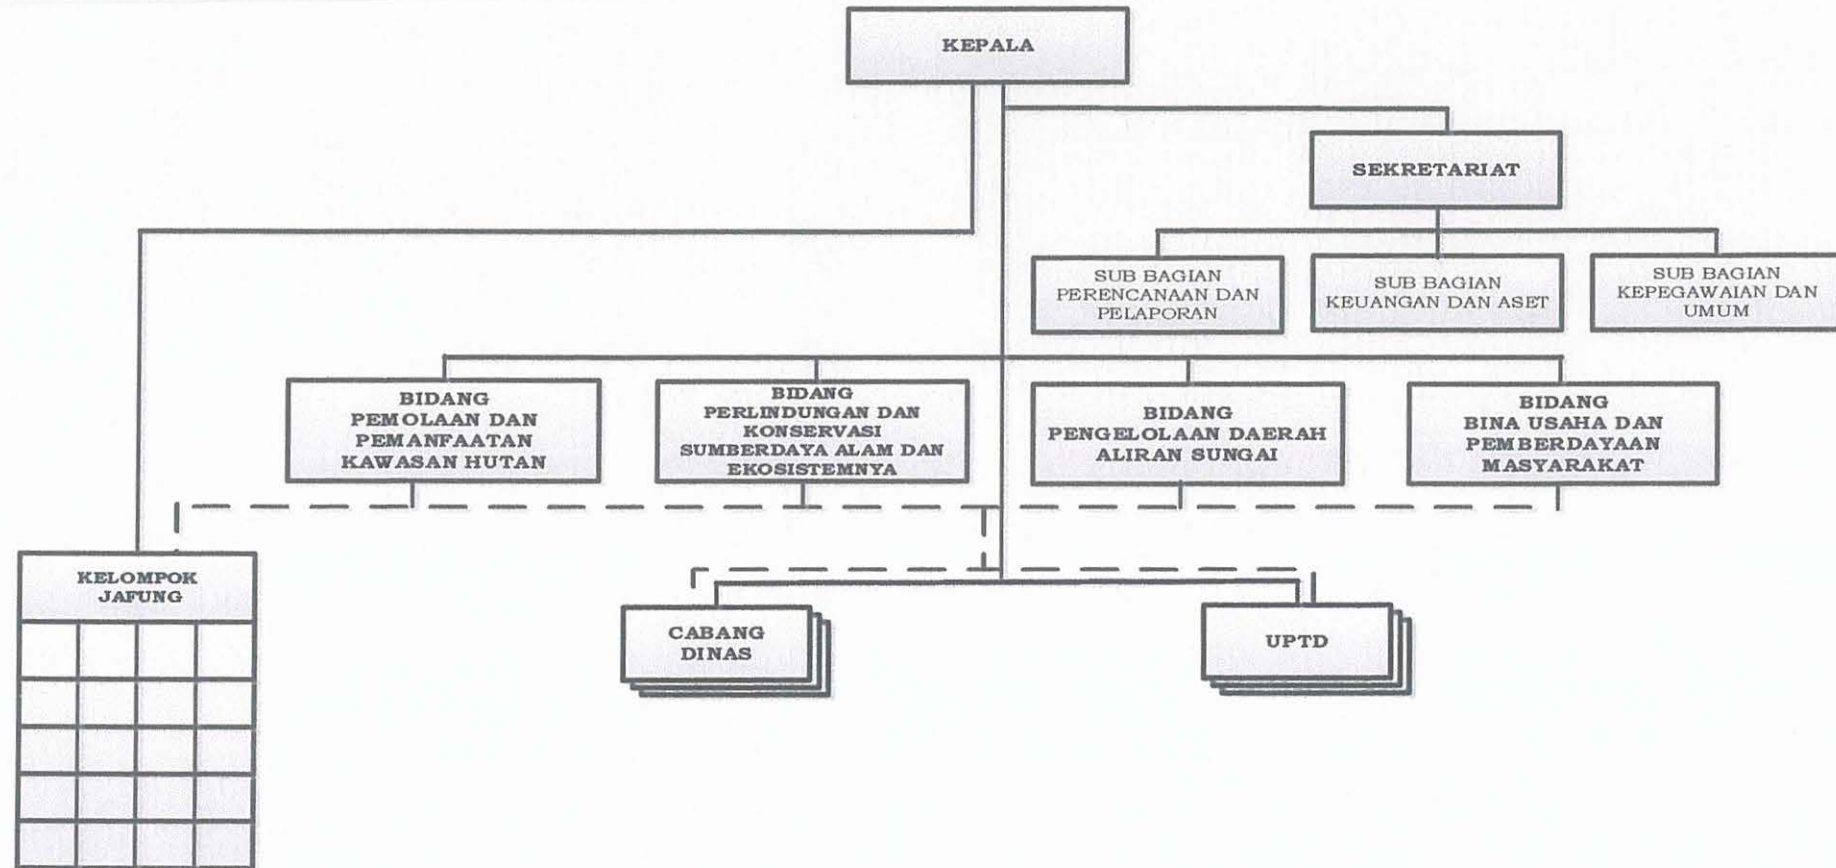 KEPALA
SEKRETARIAT
SUB BAGIAN
PERENCANAAN DAN
PELAPORAN
SUB BAGIAN
KEUANGAN DAN ASET
SUB BAGIAN
KEPEGAWAIAN DAN
UMUM
BIDANG
PEMOLAAN DAN
PEMANFAATAN
KAWASAN HUTAN
BIDANG
PERLINDUNGAN DAN
KONSERVASI
SUMBERDAYA ALAM DAN
EKOSISTEMNYA
BIDANG
PENGELOLAAN DAERAH
ALIRAN SUNGAI
BIDANG
BINA USAHA DAN
PEMBERDAYAAN
MASYARAKAT
KELOMPOK
JAFUNG
CABANG
DINAS
UPTD